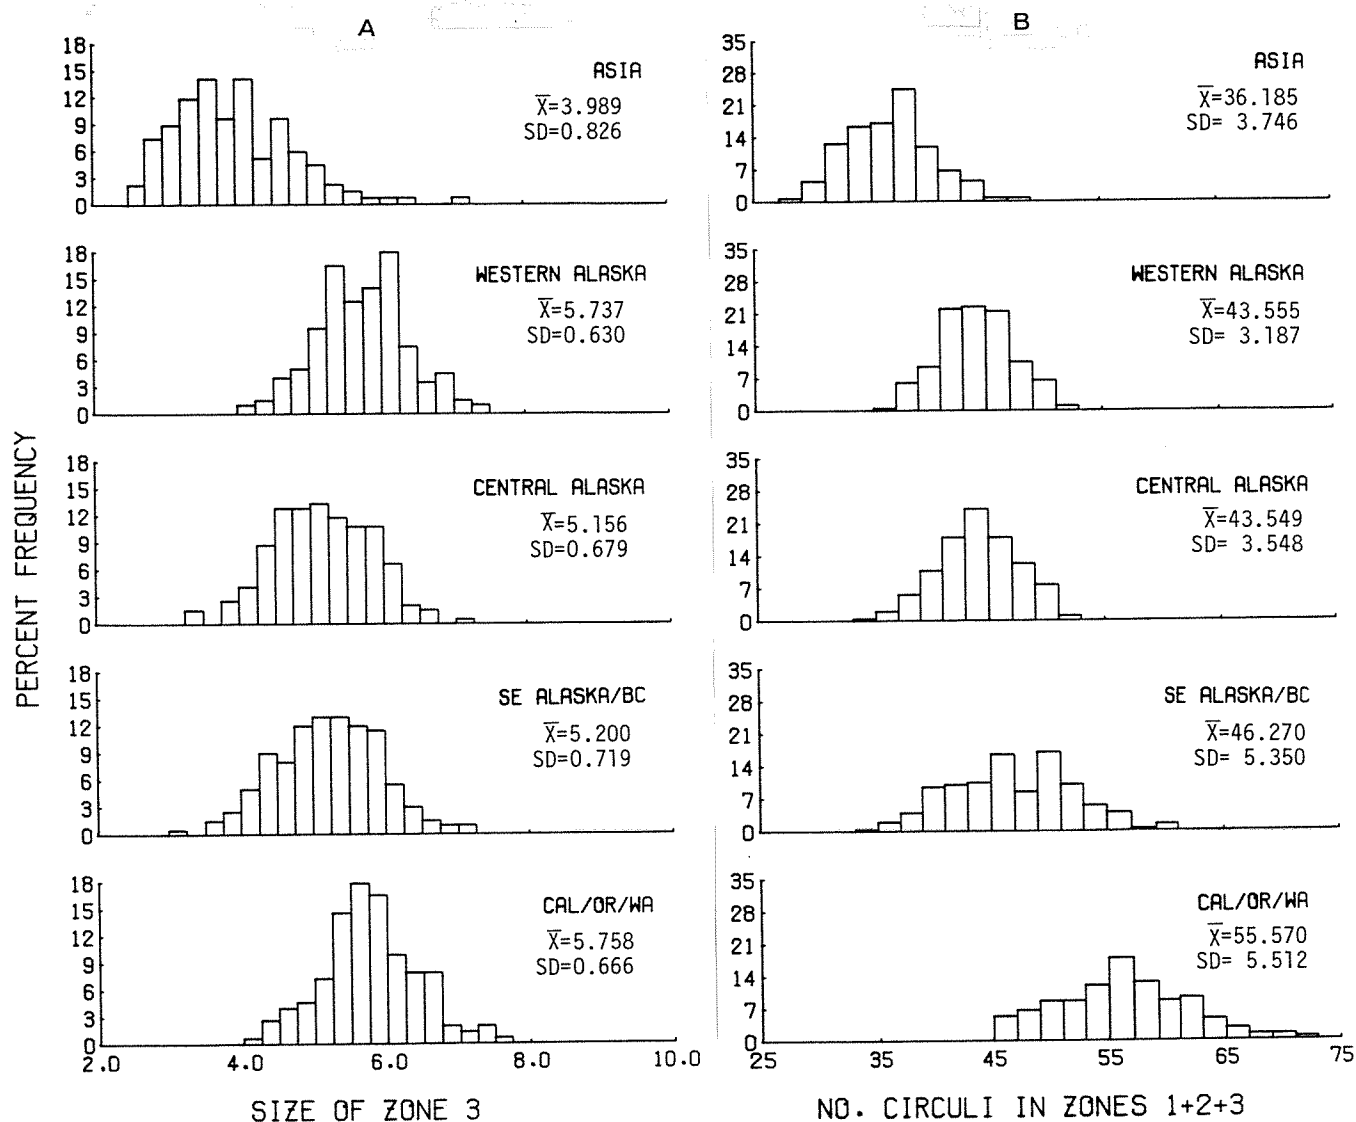 A
B
PERCENT FREQUENCY
18
15
12
9
6
3
0
ASIA
X̄=3.989
SD=0.826
35
28
21
14
7
0
ASIA
X̄=36.185
SD= 3.746
18
15
12
9
6
3
0
WESTERN ALASKA
X̄=5.737
SD=0.630
35
28
21
14
7
0
WESTERN ALASKA
X̄=43.555
SD= 3.187
18
15
12
9
6
3
0
CENTRAL ALASKA
X̄=5.156
SD=0.679
35
28
21
14
7
0
CENTRAL ALASKA
X̄=43.549
SD= 3.548
18
15
12
9
6
3
0
SE ALASKA/BC
X̄=5.200
SD=0.719
35
28
21
14
7
0
SE ALASKA/BC
X̄=46.270
SD= 5.350
18
15
12
9
6
3
0
CAL/OR/WA
X̄=5.758
SD=0.666
2.0 4.0 6.0 8.0 10.0
SIZE OF ZONE 3
35
28
21
14
7
0
CAL/OR/WA
X̄=55.570
SD= 5.512
25 35 45 55 65 75
NO. CIRCULI IN ZONES 1+2+3